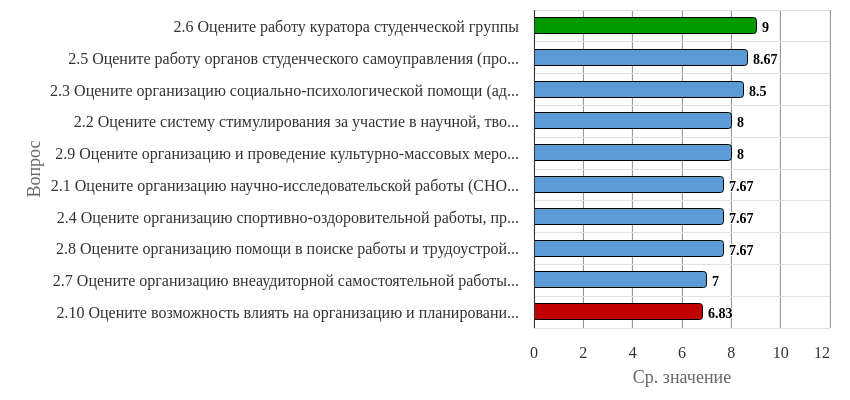 2.6 Оцените работу куратора студенческой группы 9
2.5 Оцените работу органов студенческого самоуправления (про... 8.67
2.3 Оцените организацию социально-психологической помощи (ад... 8.5
2.2 Оцените систему стимулирования за участие в научной, тво... 8
2.9 Оцените организацию и проведение культурно-массовых меро... 8
2.1 Оцените организацию научно-исследовательской работы (СНО... 7.67
2.4 Оцените организацию спортивно-оздоровительной работы, пр... 7.67
2.8 Оцените организацию помощи в поиске работы и трудоустрой... 7.67
2.7 Оцените организацию внеаудиторной самостоятельной работы... 7
2.10 Оцените возможность влиять на организацию и планировани... 6.83
Вопрос
0 2 4 6 8 10 12
Ср. значение